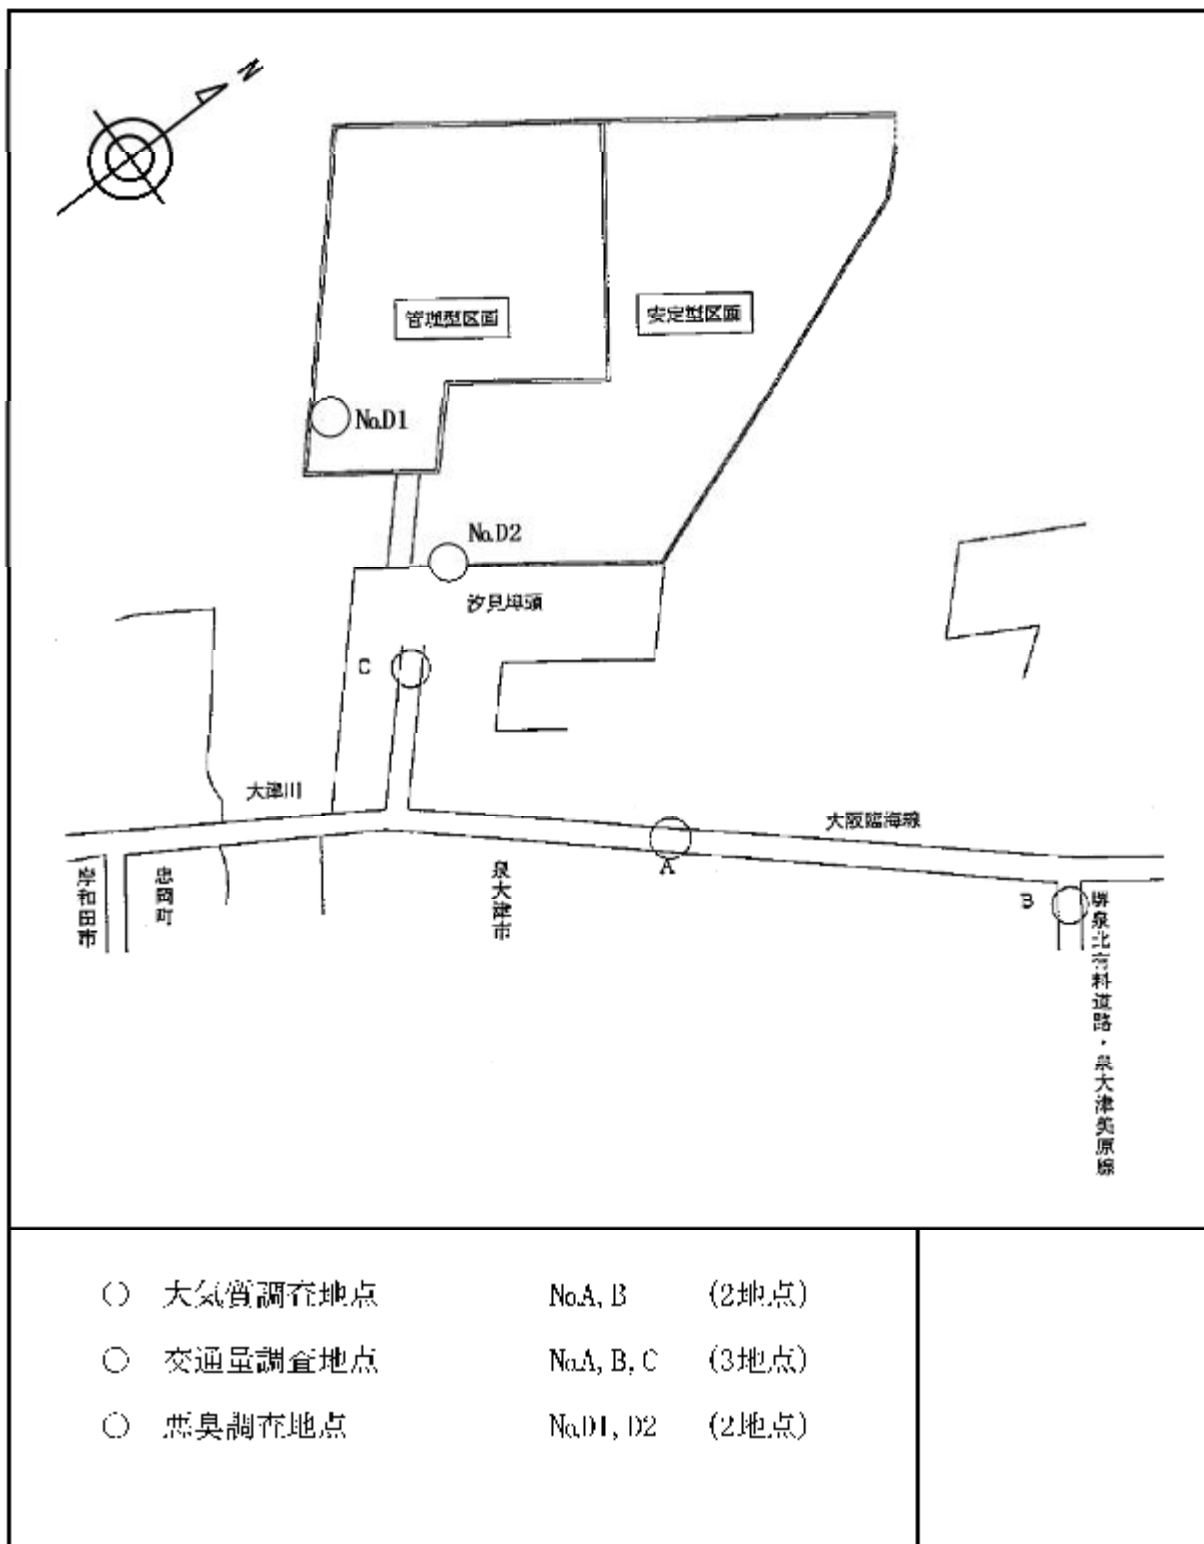 N
管理型区画
安定型区画
No.D1
No.D2
汐見埠頭
C
大津川
大阪臨海線
A
B
岸和田市
忠岡町
泉大津市
堺泉北有料道路・泉大津美原線
○ 大気質調査地点 No.A, B (2地点)
○ 交通量調査地点 No.A, B, C (3地点)
○ 悪臭調査地点 No.D1, D2 (2地点)